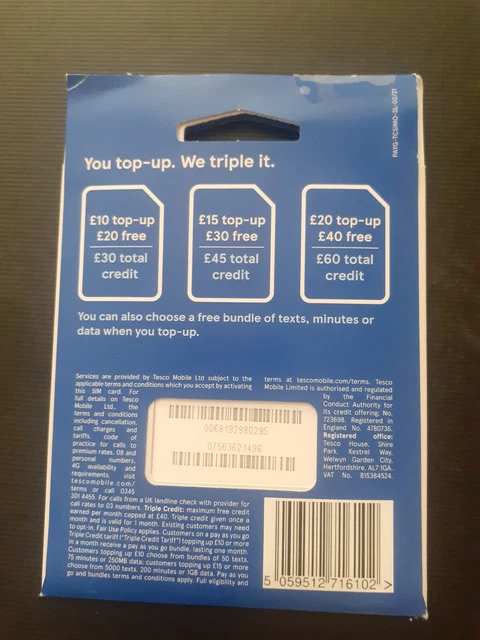 PAYG-TCSIMO-SL-02/21
You top-up. We triple it.
£10 top-up
£20 free
£30 total
credit
£15 top-up
£30 free
£45 total
credit
£20 top-up
£40 free
£60 total
credit
You can also choose a free bundle of texts, minutes or
data when you top-up.
Services are provided by Tesco Mobile Ltd subject to the
applicable terms and conditions which you accept by activating
this SIM card. For
full details on Tesco
Mobile Ltd., the
terms and conditions
including cancellation,
call charges and
tariffs, code of
practice for calls to
premium rates, 08 and
personal numbers,
4G availability and
requirements, visit
tescomobile.com/
terms or call 0345
301 4455. For calls from a UK landline check with provider for
call rates to 03 numbers. Triple Credit: maximum free credit
earned per month capped at £40. Triple credit given once a
month and is valid for 1 month. Existing customers may need
to opt-in. Fair Use Policy applies. Customers on a pay as you go
Triple Credit tariff ("Triple Credit Tariff") topping up £10 or more
in a month receive a pay as you go bundle, lasting one month.
Customers topping up £10 choose from bundles of 50 texts,
75 minutes or 250MB data; customers topping up £15 or more
choose from 5000 texts, 200 minutes or 1GB data. Pay as you
go and bundles terms and conditions apply. Full eligibility and
terms at tescomobile.com/terms. Tesco
Mobile Limited is authorised and regulated
by the Financial
Conduct Authority for
its credit offering: No.
723698. Registered in
England No. 4780736.
Registered office:
Tesco House, Shire
Park, Kestrel Way,
Welwyn Garden City,
Hertfordshire, AL7 1GA.
VAT No. 815384524.
0068192980295
07563621496
5 059512 716102 >